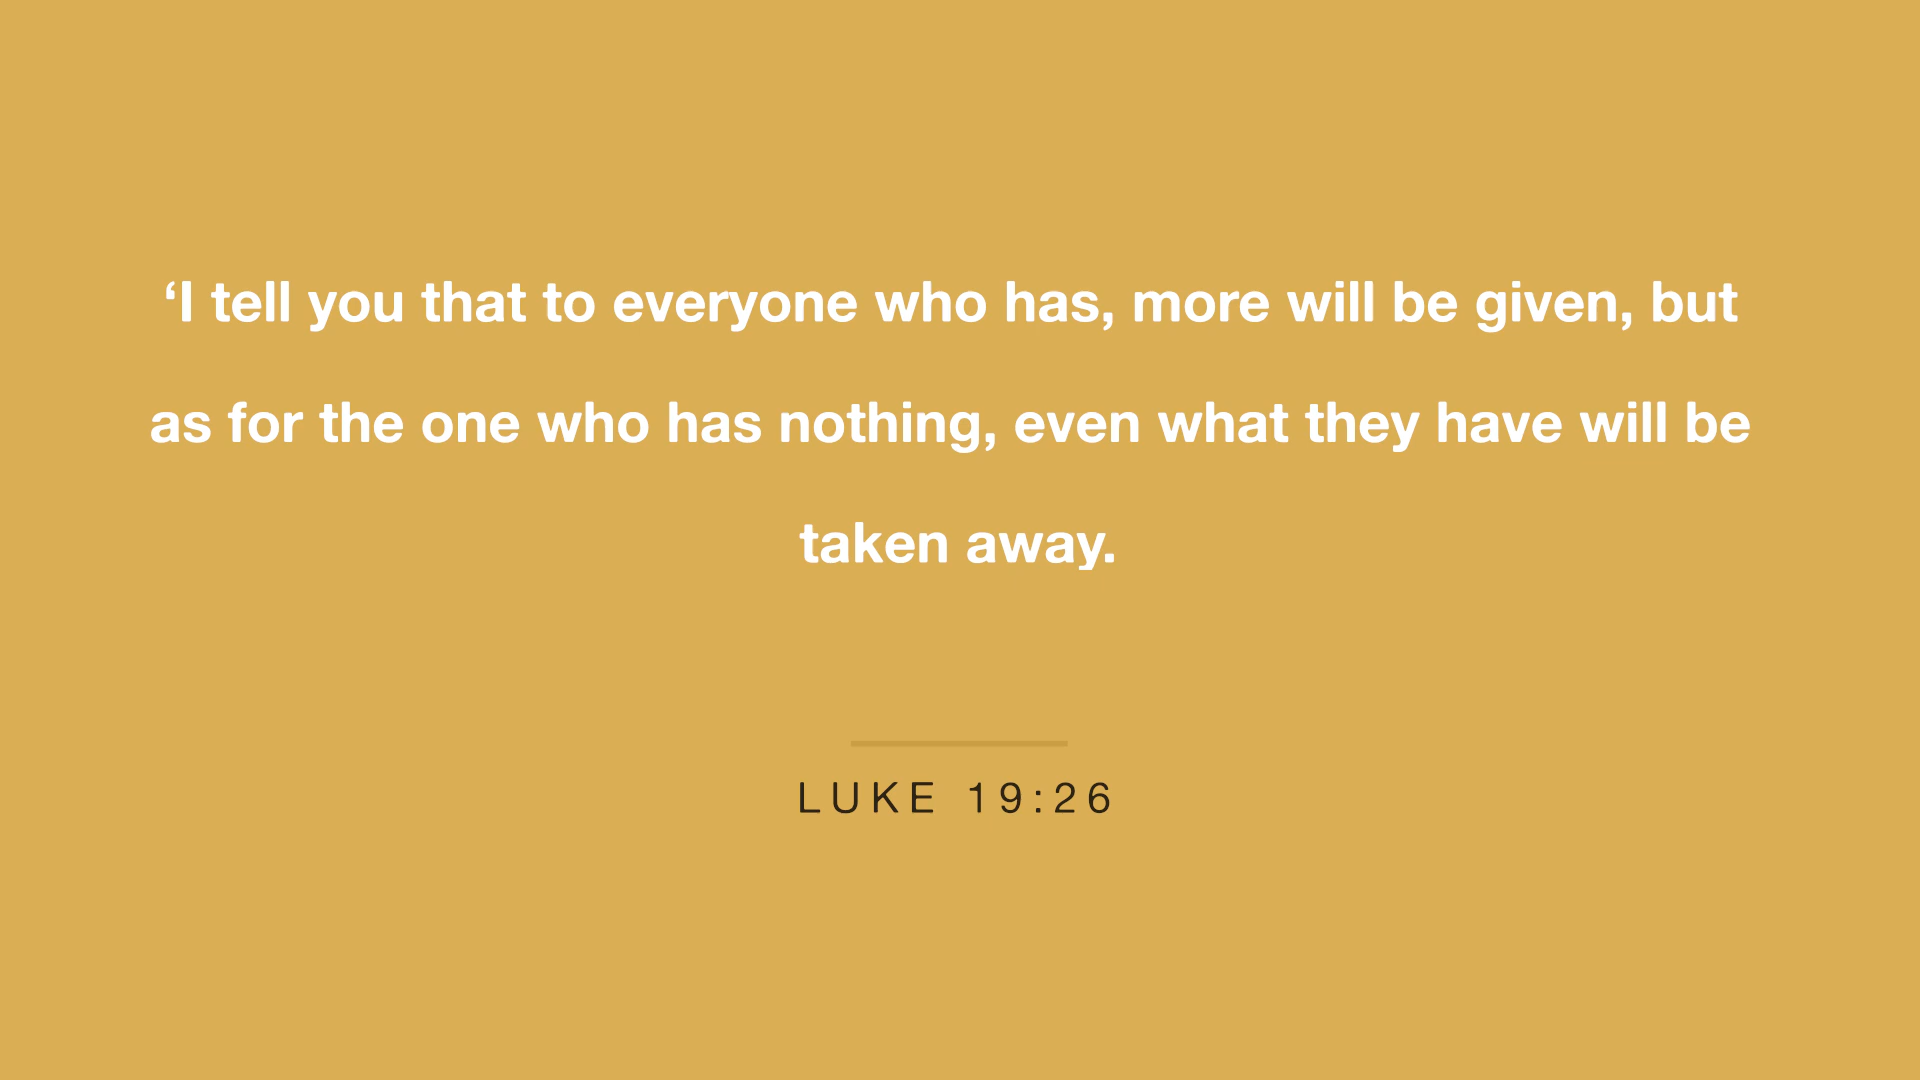 ‘I tell you that to everyone who has, more will be given, but
as for the one who has nothing, even what they have will be
taken away.
LUKE 19:26